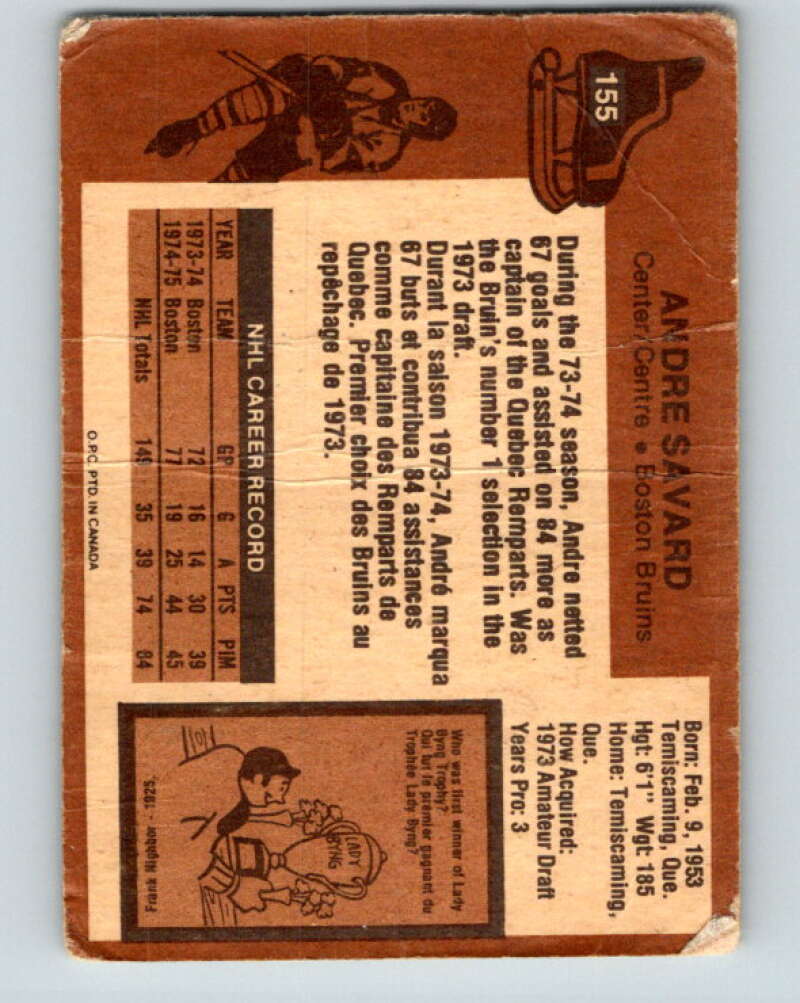 155
ANDRE SAVARD
Center/Centre • Boston Bruins
Born: Feb. 9, 1953
Temiscaming, Que.
Hgt: 6'1" Wgt: 185
Home: Temiscaming,
Que.
How Acquired:
1973 Amateur Draft
Years Pro: 3
During the 73-74 season, Andre netted
67 goals and assisted on 84 more as
captain of the Quebec Remparts. Was
the Bruin's number 1 selection in the
1973 draft.
Durant la saison 1973-74, André marqua
67 buts et contribua 84 assistances
comme capitaine des Remparts de
Quebec. Premier choix des Bruins au
repêchage de 1973.
NHL CAREER RECORD
YEAR TEAM GP G A PTS PIM
1973-74 Boston 72 16 14 30 39
1974-75 Boston 77 19 25 44 45
NHL Totals 149 35 39 74 84
Who was first winner of Lady
Byng Trophy?
Qui fut le premier gagnant du
Trophée Lady Byng?
LADY
BYNG
Frank Nighbor - 1925.
O.P.C. PTD. IN CANADA